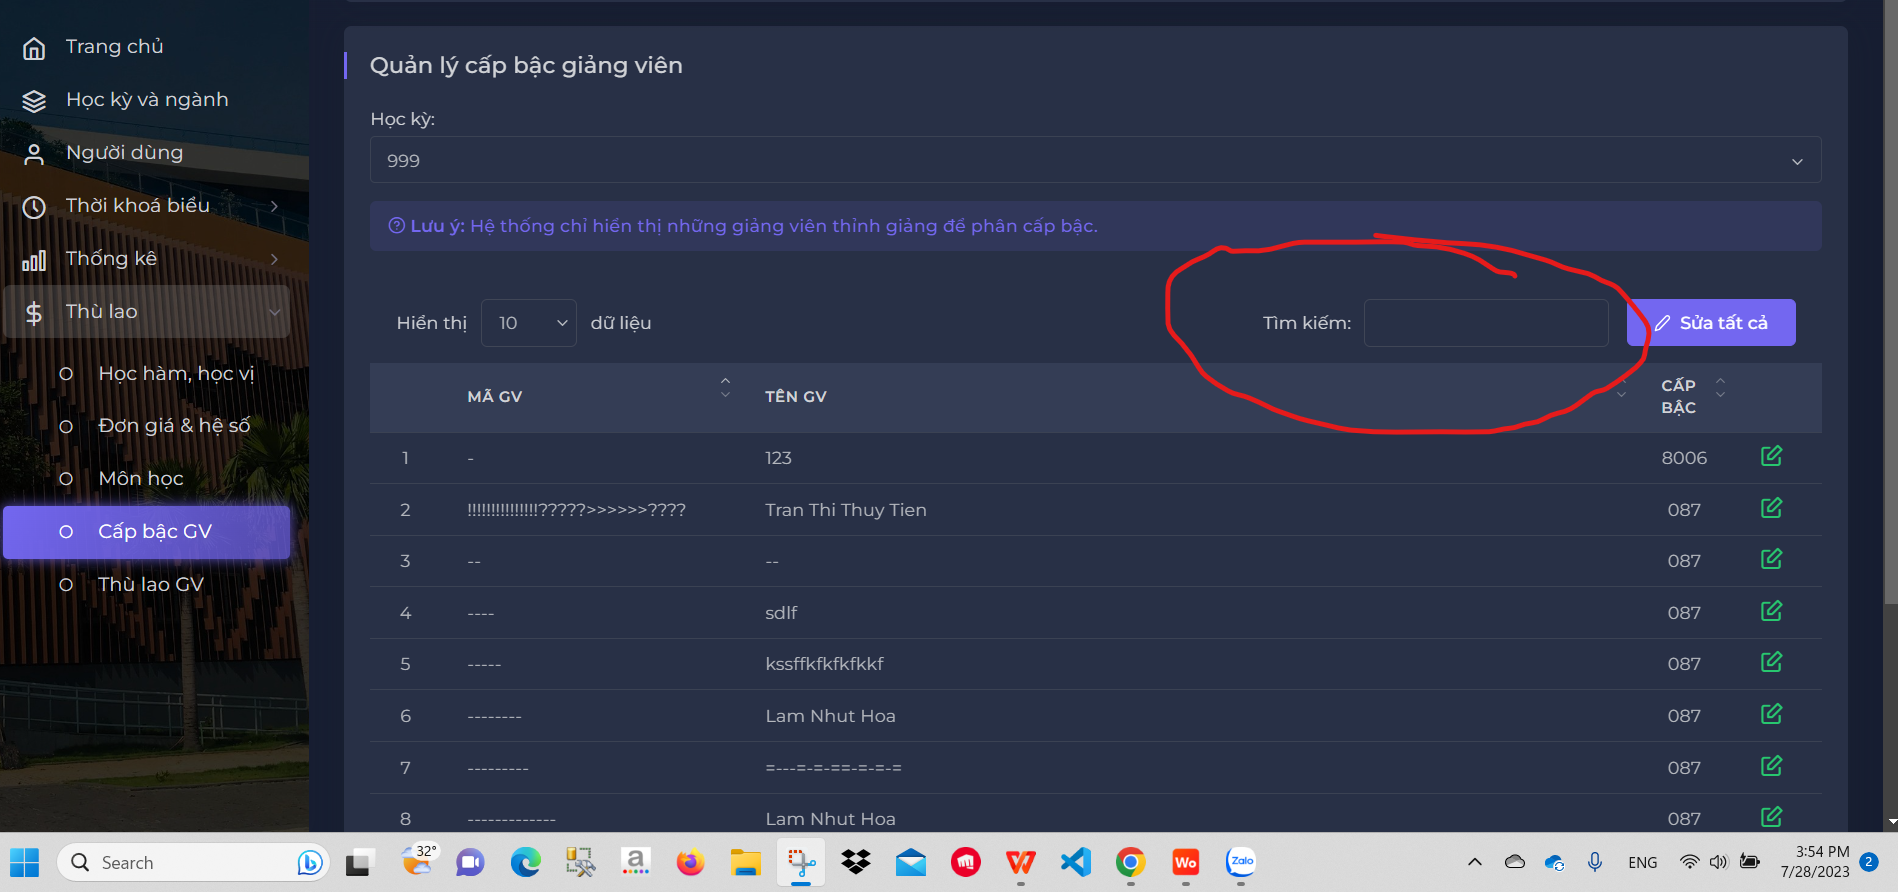 Trang chủ
Học kỳ và ngành
Người dùng
Thời khoá biểu
Thống kê
Thù lao
Học hàm, học vị
Đơn giá & hệ số
Môn học
Cấp bậc GV
Thù lao GV
Quản lý cấp bậc giảng viên
Học kỳ:
999
Lưu ý: Hệ thống chỉ hiển thị những giảng viên thỉnh giảng để phân cấp bậc.
Hiển thị 10 dữ liệu
Tìm kiếm:
Sửa tất cả
MÃ GV TÊN GV CẤP BẬC
1 - 123 8006
2 !!!!!!!!!!!!!!!?????>>>>>>???? Tran Thi Thuy Tien 087
3 -- -- 087
4 ---- sdlf 087
5 ----- kssffkfkfkfkkf 087
6 -------- Lam Nhut Hoa 087
7 --------- =---=-=-==-=-=-= 087
8 ------------- Lam Nhut Hoa 087
Search
32°
a
Wo
Zalo
ENG
3:54 PM
7/28/2023
2